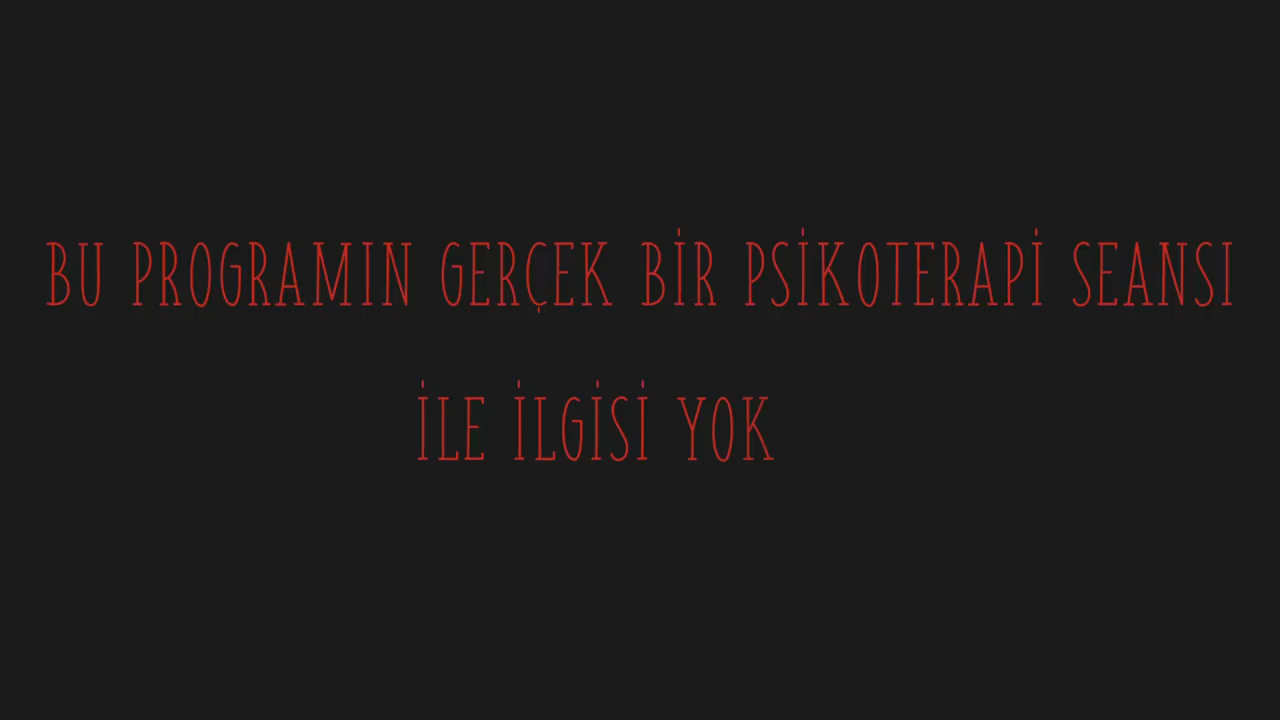 BU PROGRAMIN GERÇEK BİR PSİKOTERAPİ SEANSI
İLE İLGİSİ YOK